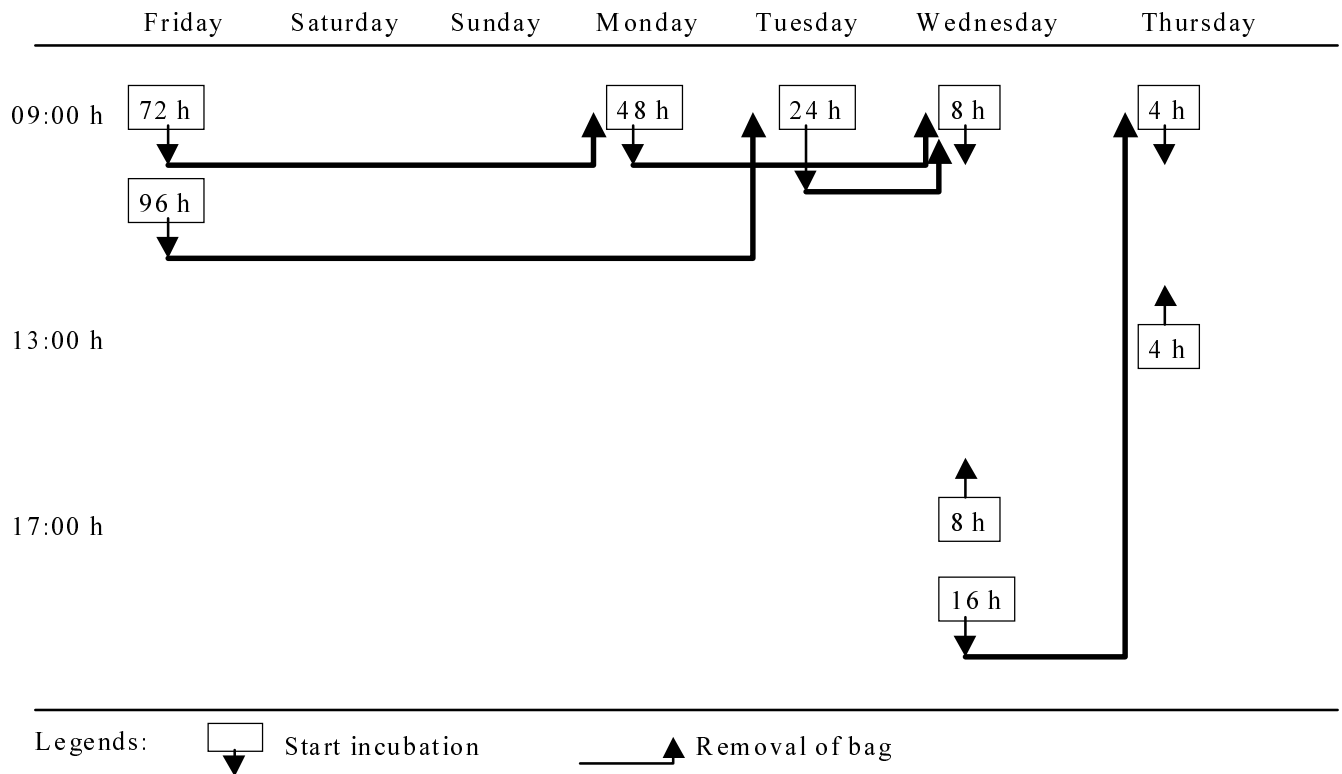 Friday Saturday Sunday Monday Tuesday Wednesday Thursday
09:00 h 72 h 48 h 24 h 8 h 4 h
96 h
13:00 h 4 h
17:00 h 8 h
16 h
Legends: Start incubation Removal of bag